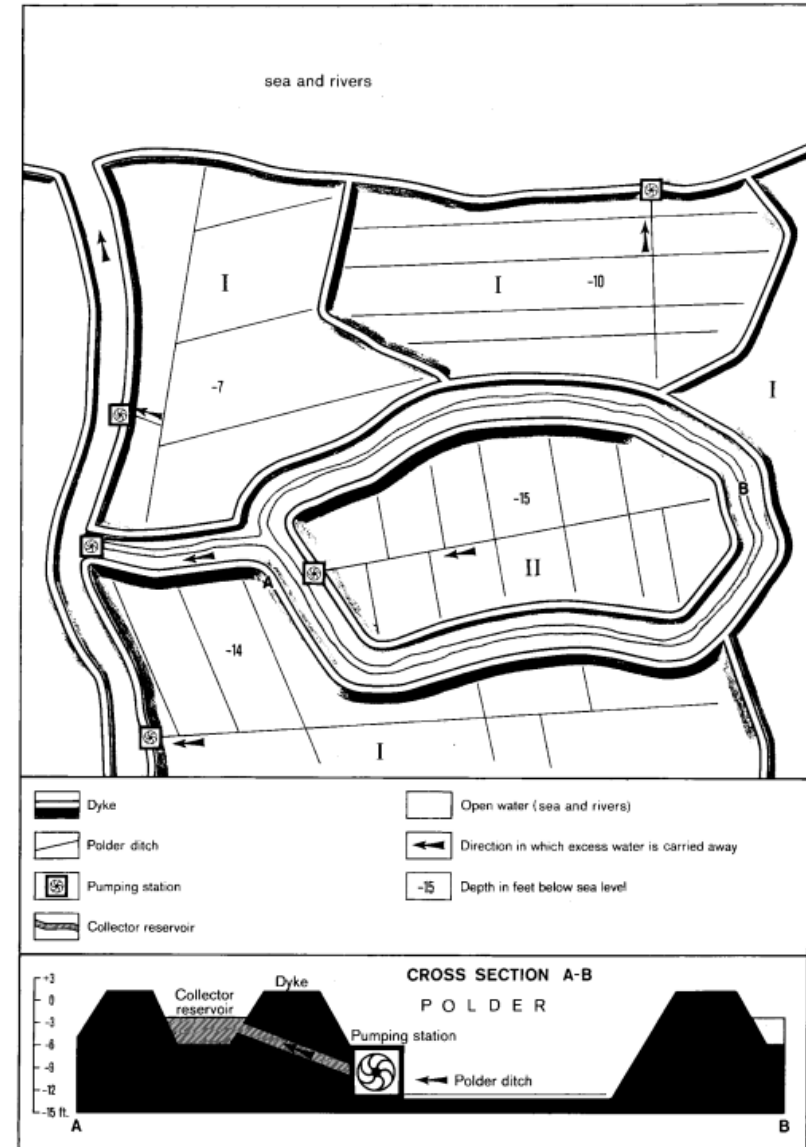 sea and rivers
I
I
-10
-7
I
B
-15
II
A
-14
I
Dyke
Open water (sea and rivers)
Polder ditch
Direction in which excess water is carried away
Pumping station
-15 Depth in feet below sea level
Collector reservoir
CROSS SECTION A-B
POLDER
+3
0
-3
-6
-9
-12
-15 ft.
Dyke
Collector
reservoir
Pumping station
Polder ditch
A
B